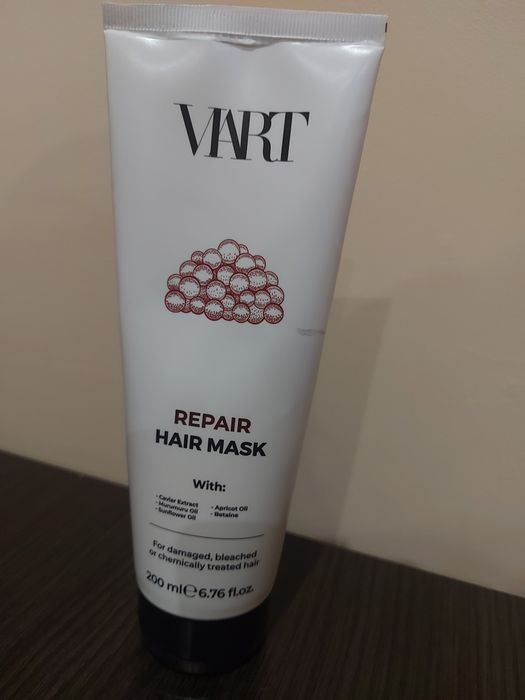 VIART
REPAIR
HAIR MASK
With:
- Caviar Extract
- Murumuru Oil
- Sunflower Oil
- Apricot Oil
- Betaine
For damaged, bleached
or chemically treated hair
200 ml ℮ 6.76 fl.oz.